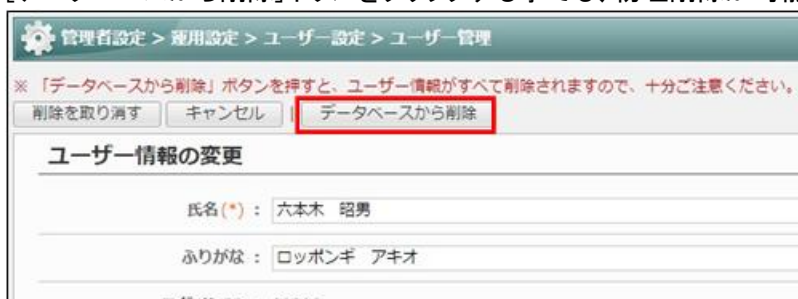 管理者設定 > 運用設定 > ユーザー設定 > ユーザー管理
※ 「データベースから削除」ボタンを押すと、ユーザー情報がすべて削除されますので、十分ご注意ください。
削除を取り消す キャンセル | データベースから削除
ユーザー情報の変更
氏名(*) : 六本木 昭男
ふりがな : ロッポンギ アキオ